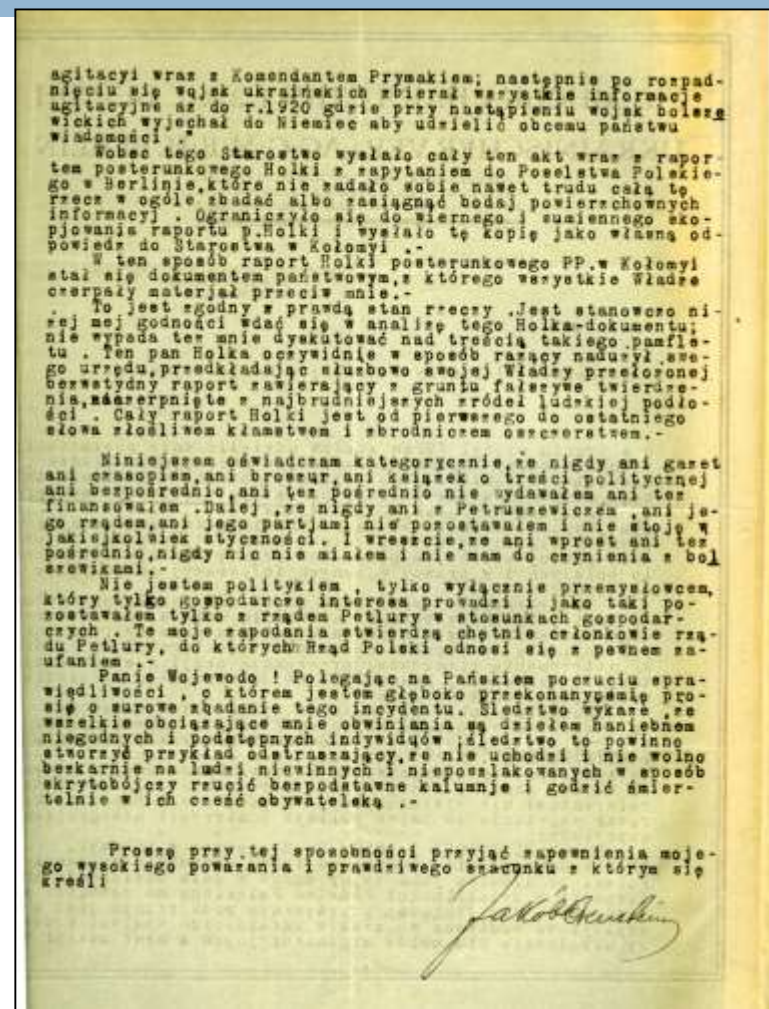 agitacyi wraz z Komendantem Prymakiem; następnie po rozpad-
nięciu się wojsk ukraińskich zbierał wszystkie informacje
agitacyjne aż do r.1920 gdzie przy nastąpieniu wojsk bolsze
wickich wyjechał do Niemiec aby udzielić obcemu państwu
wiadomości ."
Wobec tego Starostwo wysłało cały ten akt wraz z rapor-
tem posterunkowego Holki z zapytaniem do Poselstwa Polskie-
go w Berlinie,które nie zadało sobie nawet trudu całą tę
rzecz w ogóle zbadać albo zasiągnąć bodaj powierzchownych
informacyj . Ograniczyło się do wiernego i sumiennego sko-
pjowania raportu p.Holki i wysłało tę kopię jako własną od-
powiedź do Starostwa w Kołomyi .-
W ten sposób raport Holki posterunkowego PP.w Kołomyi
stał się dokumentem państwowym,z którego wszystkie Władze
czerpały materjał przeciw mnie.-
. To jest zgodny z prawdą stan rzeczy .Jest stanowczo ni-
żej mej godności wdać się w analizę tego Holka-dokumentu;
nie wypada też mnie dyskutować nad treścią takiego pamfle-
tu . Ten pan Holka oczywidnie w sposób rażący nadużył swe-
go urzędu,przedkładając służbowo swojej Władzy przełożonej
bezwstydny raport zawierający z gruntu fałszywe twierdze-
nia,zaczerpnięte z najbrudniejszych źródeł ludzkiej podło-
ści . Cały raport Holki jest od pierwszego do ostatniego
słowa złośliwem kłamstwem i zbrodniczem oszczerstwem.-
Niniejszem oświadczam kategorycznie,że nigdy ani gazet
ani czasopism,ani broszur,ani książek o treści politycznej
ani bezpośrednio,ani też pośrednio nie wydawałem ani też
finansowałem .Dalej ,że nigdy ani z Petruszewiczem ,ani je-
go rządem,ani jego partjami nie pozostawałem i nie stoję w
jakiejkolwiek styczności. I wreszcie,że ani wprost ani też
pośrednio,nigdy nic nie miałem i nie mam do czynienia z bol
szewikami.-
Nie jestem politykiem , tylko wyłącznie przemysłowcem,
który tylko gospodarcze interesa prowadzi i jako taki po-
zostawałem tylko z rządem Petlury w stosunkach gospodar-
czych . Te moje zapodania stwierdzą chętnie członkowie rzą-
du Petlury, do których Rząd Polski odnosi się z pewnem za-
ufaniem .-
Panie Wojewodo ! Polegając na Pańskiem poczuciu spra-
wiedliwości , o którem jestem głęboko przekonany,
się o surowe zbadanie tego incydentu. Śledztwo wykaże ,że
wszelkie obciążające mnie obwiniania są dziełem haniebnem
niegodnych i podstępnych indywiduów ,śledztwo to powinno
stworzyć przykład odstraszający,że nie uchodzi i nie wolno
bezkarnie na ludzi niewinnych i nieposzlakowanych w sposób
skrytobójczy rzucić bezpodstawne kalumnje i godzić śmier-
telnie w ich cześć obywatelską .-
Proszę przy tej sposobności przyjąć zapewnienia moje-
go wysokiego poważania i prawdziwego szacunku z którym się
kreśli
Jakób